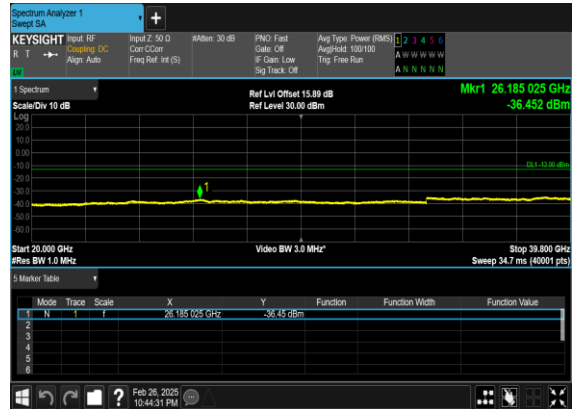 Spectrum Analyzer 1
Swept SA
+
KEYSIGHT Input: RF Input Z: 50 Ω #Atten: 30 dB PNO: Fast Avg Type: Power (RMS) 1 2 3 4 5 6
R T Coupling: DC Corr CCorr Gate: Off Avg|Hold: 100/100 A W W W W W
Align: Auto Freq Ref: Int (S) IF Gain: Low Trig: Free Run
Sig Track: Off A N N N N N
1 Spectrum Ref Lvl Offset 15.89 dB Mkr1 26.185 025 GHz
Scale/Div 10 dB Ref Level 30.00 dBm -36.452 dBm
Log
20.0
10.0
0.00
-10.0
DL1 -13.00 dBm
-20.0
-30.0
1
-40.0
-50.0
-60.0
Start 20.000 GHz Video BW 3.0 MHz* Stop 39.800 GHz
#Res BW 1.0 MHz Sweep 34.7 ms (40001 pts)
5 Marker Table
Mode Trace Scale X Y Function Function Width Function Value
1 N 1 f 26.185 025 GHz -36.45 dBm
2
3
4
5
6
? Feb 26, 2025
10:44:31 PM